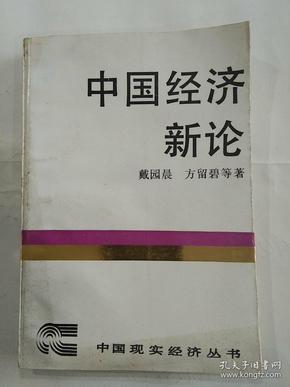 中国经济
新论
戴园晨 方留碧等著
中国现实经济丛书
孔夫子旧书网